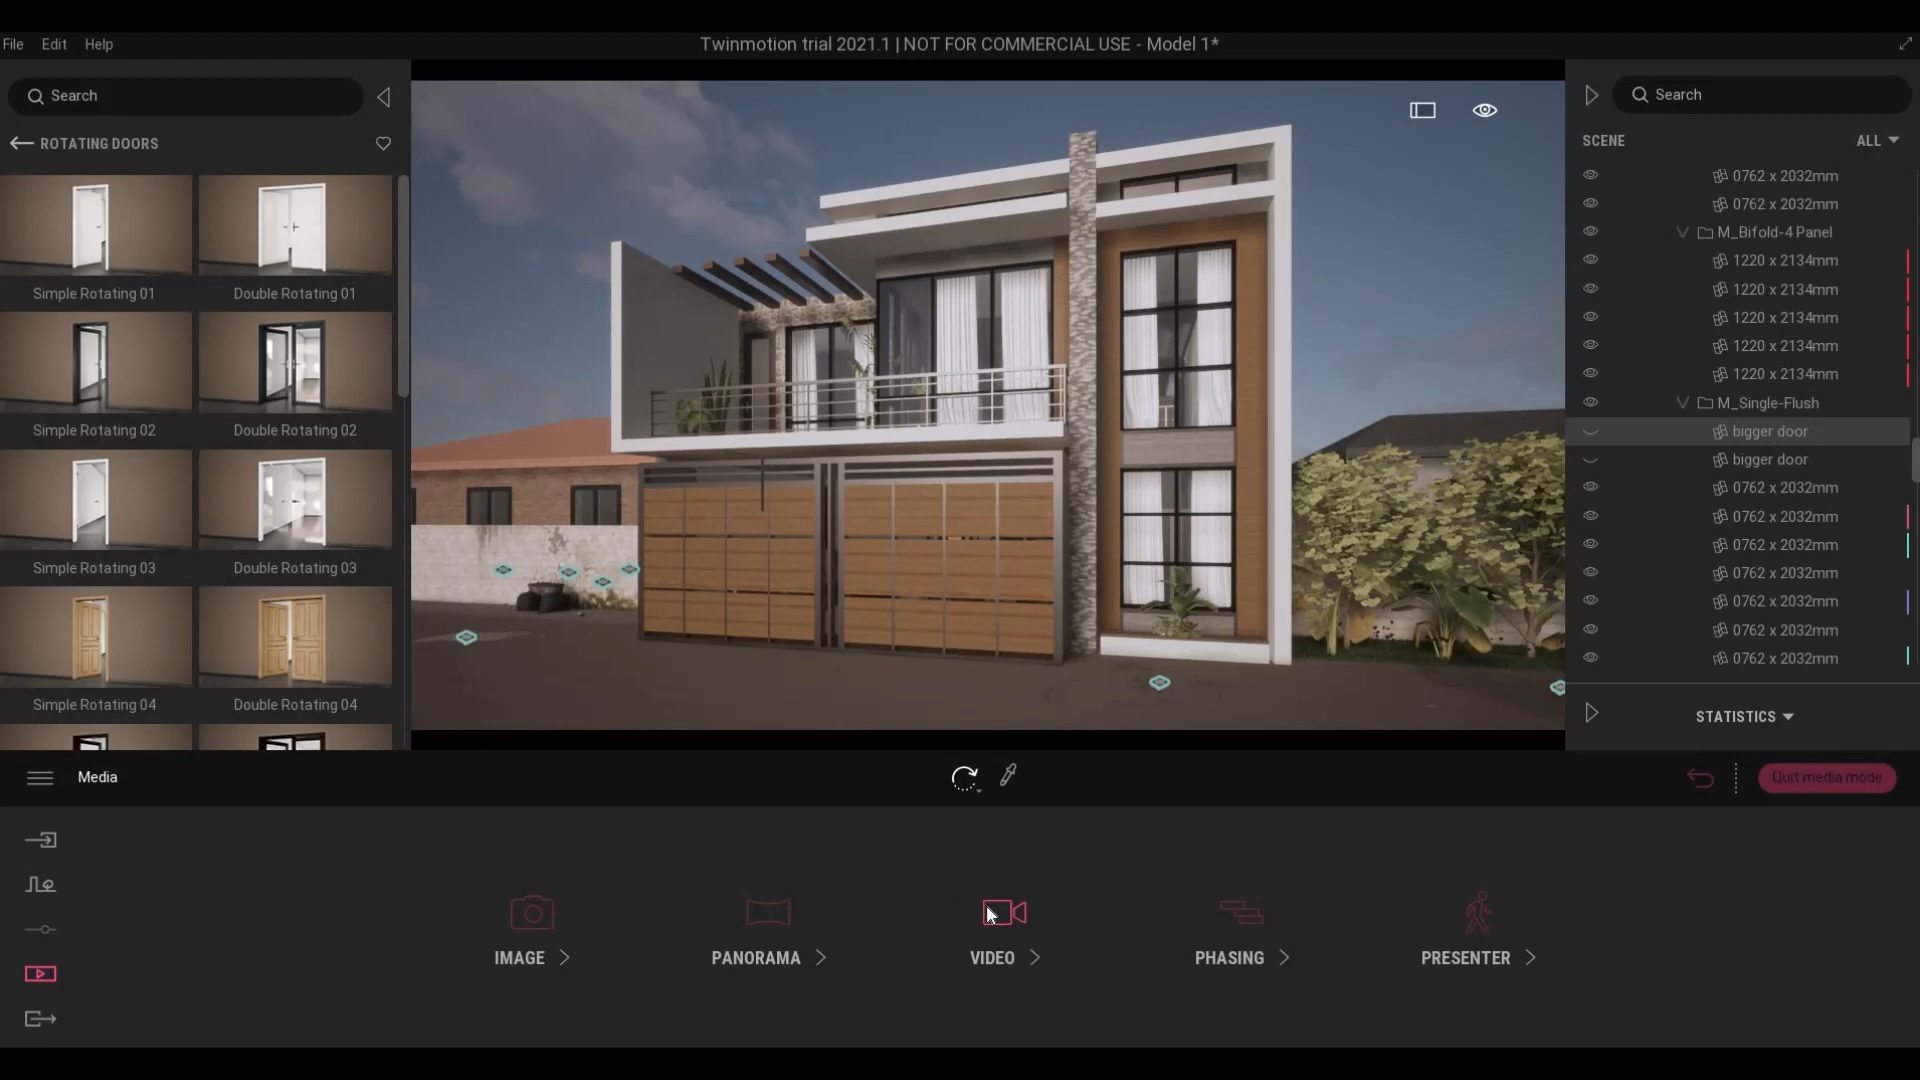 File Edit Help
Twinmotion trial 2021.1 | NOT FOR COMMERCIAL USE - Model 1*
Search
ROTATING DOORS
Simple Rotating 01
Double Rotating 01
Simple Rotating 02
Double Rotating 02
Simple Rotating 03
Double Rotating 03
Simple Rotating 04
Double Rotating 04
Search
SCENE ALL
0762 x 2032mm
0762 x 2032mm
M_Bifold-4 Panel
1220 x 2134mm
1220 x 2134mm
1220 x 2134mm
1220 x 2134mm
1220 x 2134mm
M_Single-Flush
bigger door
bigger door
0762 x 2032mm
0762 x 2032mm
0762 x 2032mm
0762 x 2032mm
0762 x 2032mm
0762 x 2032mm
0762 x 2032mm
STATISTICS
Media
Quit media mode
IMAGE
PANORAMA
VIDEO
PHASING
PRESENTER